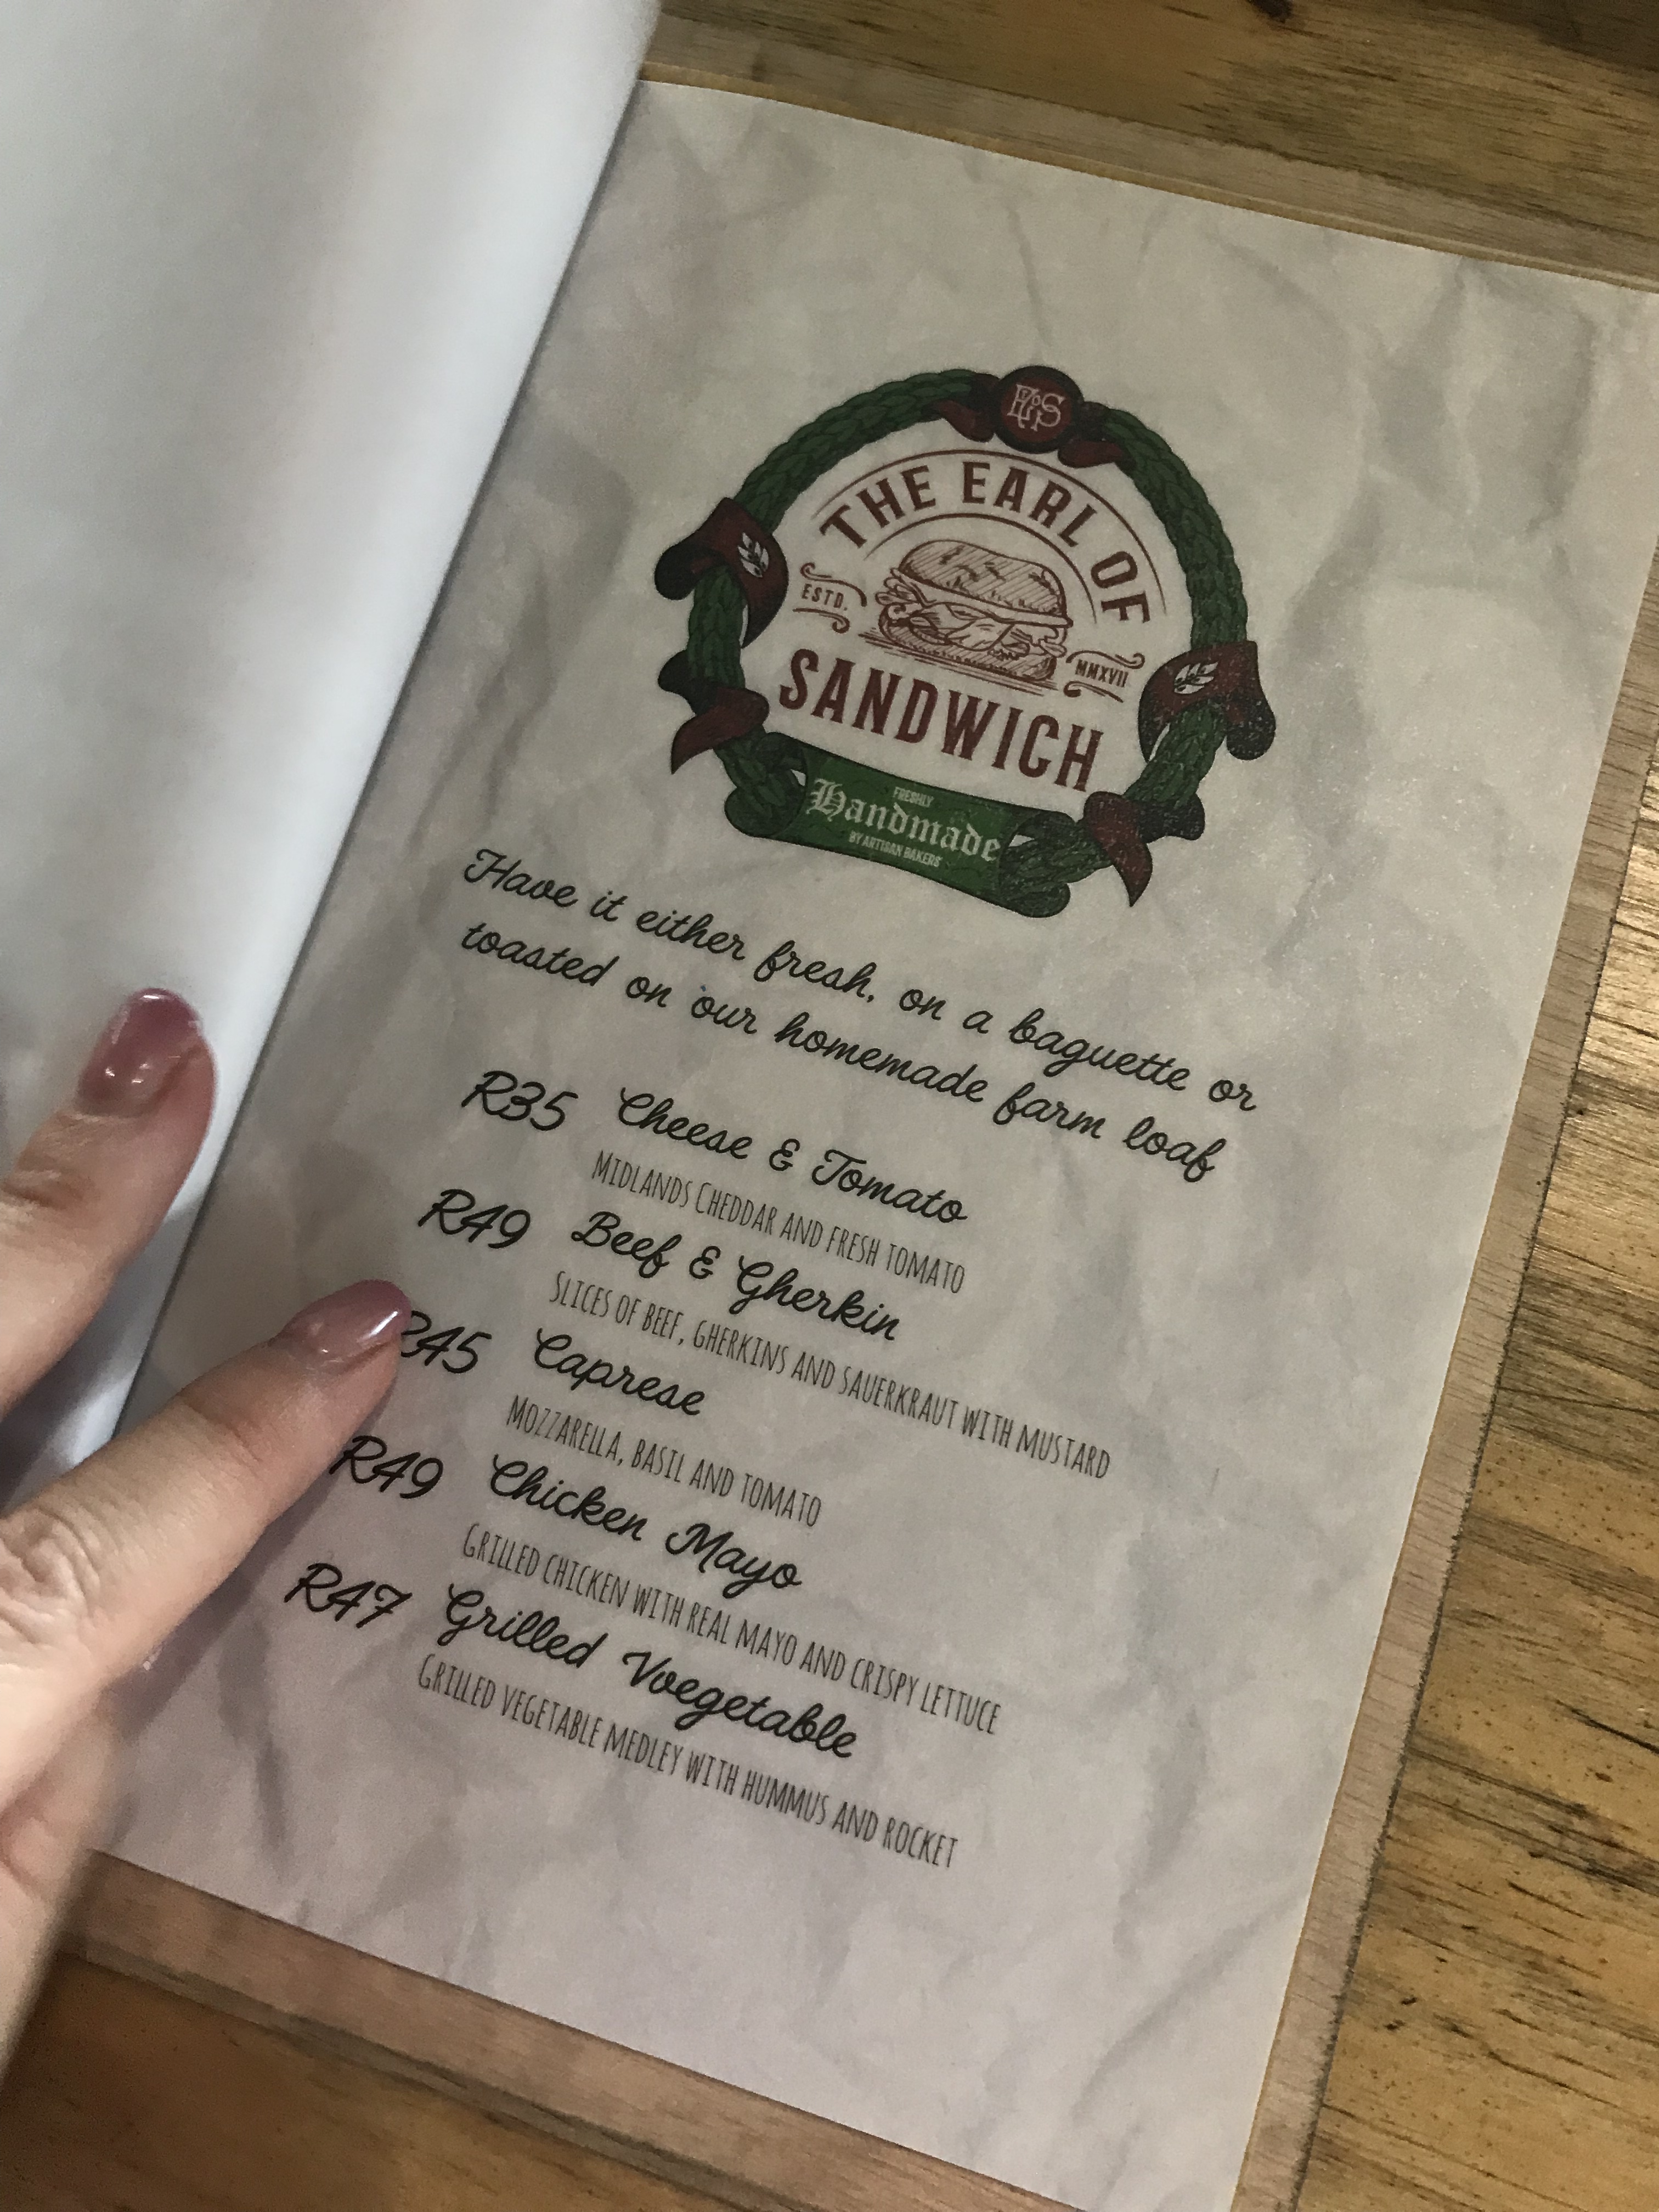 EoS
THE EARL OF
ESTD.
MMXVII
SANDWICH
FRESHLY
Handmade
BY ARTISAN BAKERS
Have it either fresh, on a baguette or
toasted on our homemade farm loaf
R35 Cheese & Tomato
MIDLANDS CHEDDAR AND FRESH TOMATO
R49 Beef & Gherkin
SLICES OF BEEF, GHERKINS AND SAUERKRAUT WITH MUSTARD
R45 Caprese
MOZZARELLA, BASIL AND TOMATO
R49 Chicken Mayo
GRILLED CHICKEN WITH REAL MAYO AND CRISPY LETTUCE
R47 Grilled Vvegetable
GRILLED VEGETABLE MEDLEY WITH HUMMUS AND ROCKET